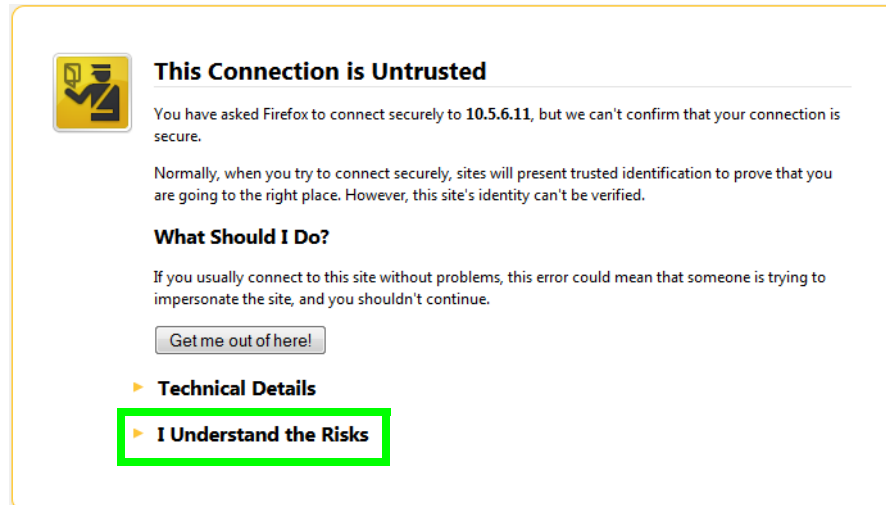 This Connection is Untrusted
You have asked Firefox to connect securely to 10.5.6.11, but we can't confirm that your connection is
secure.
Normally, when you try to connect securely, sites will present trusted identification to prove that you
are going to the right place. However, this site's identity can't be verified.
What Should I Do?
If you usually connect to this site without problems, this error could mean that someone is trying to
impersonate the site, and you shouldn't continue.
Get me out of here!
Technical Details
I Understand the Risks